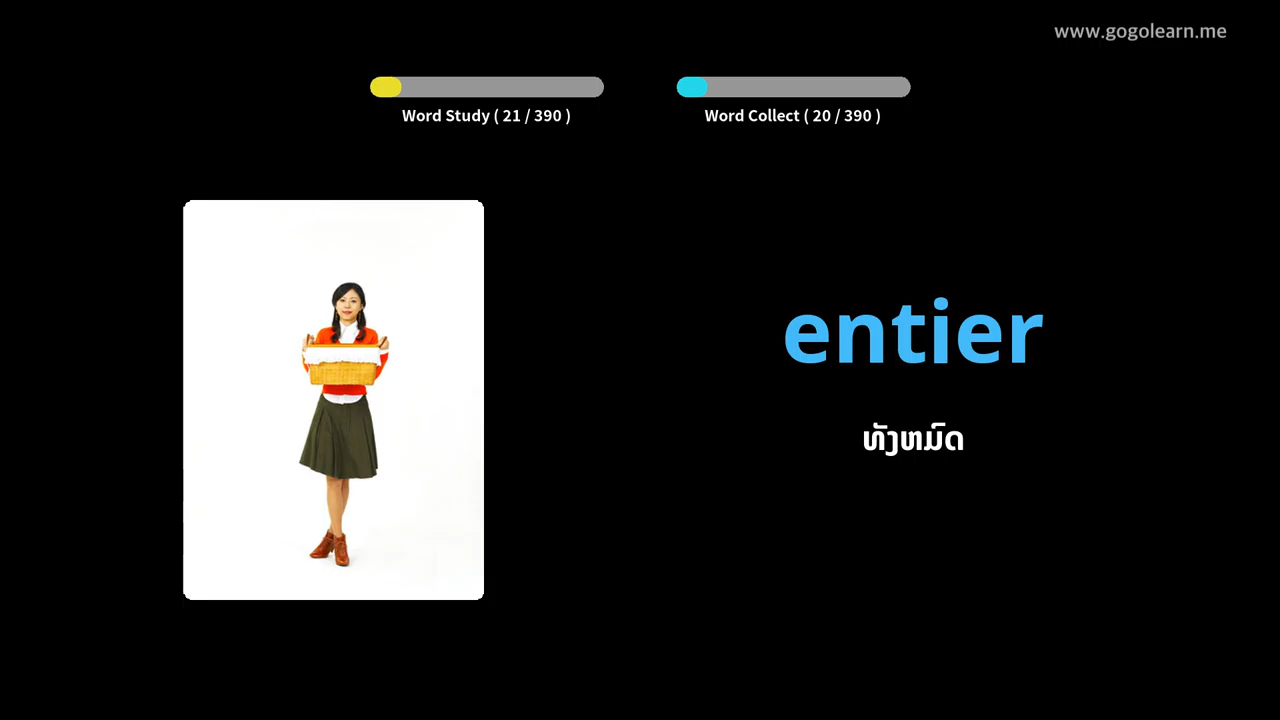 www.gogolearn.me
Word Study ( 21 / 390 )
Word Collect ( 20 / 390 )
entier
ທັງຫມົດ